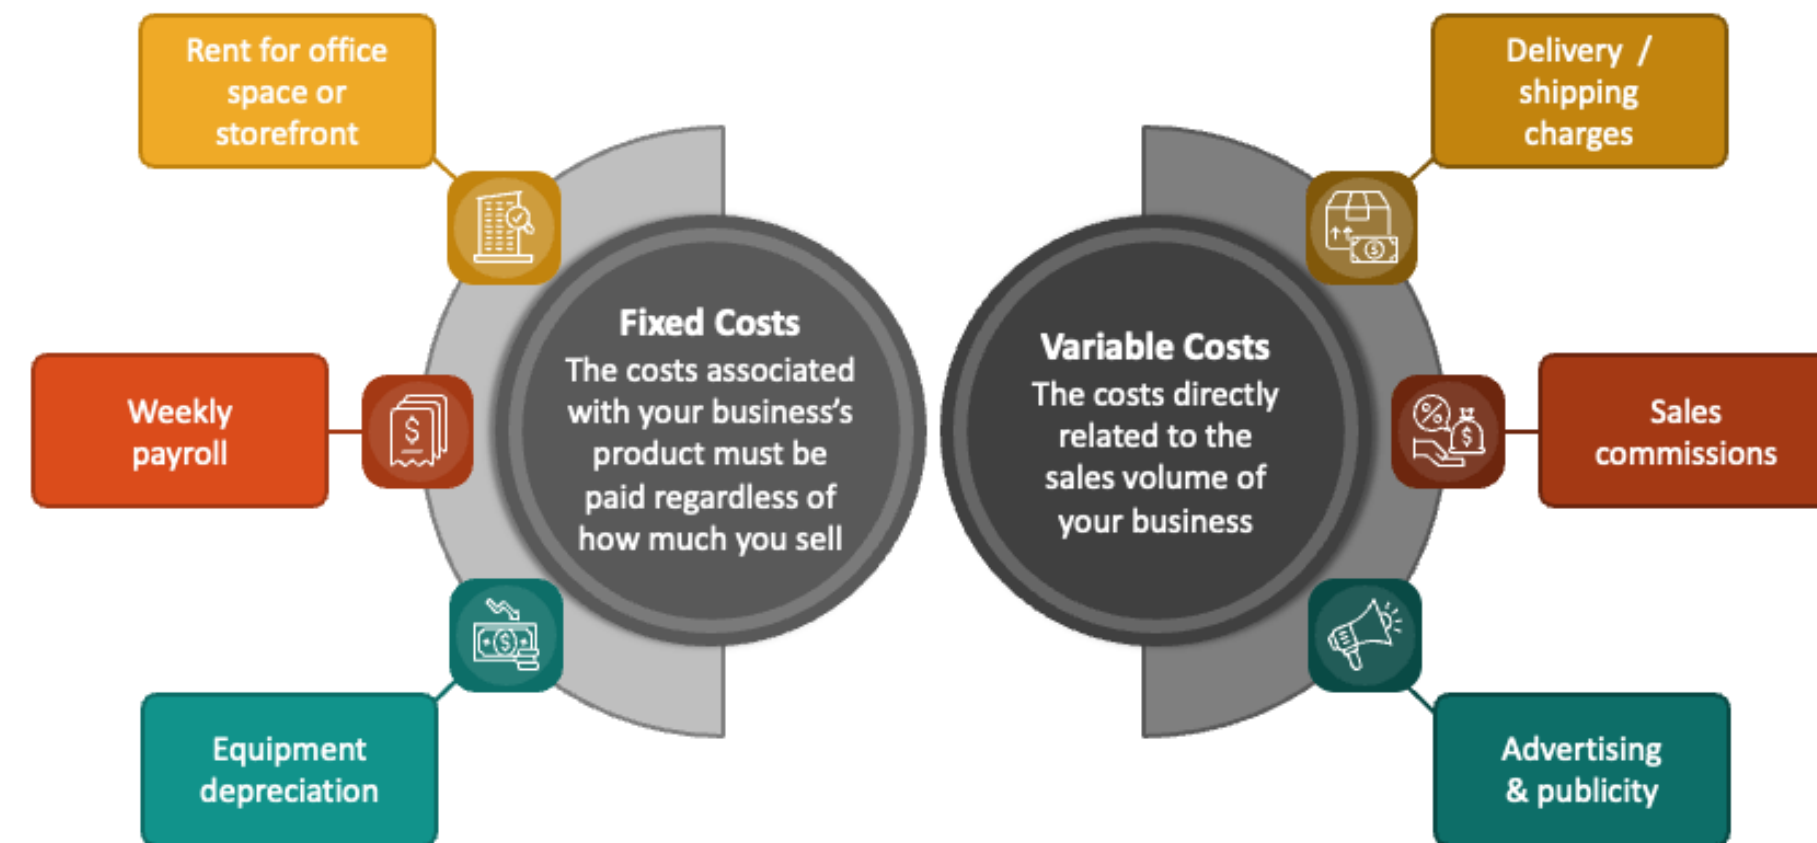 Rent for office
space or
storefront
Weekly
payroll
Equipment
depreciation
Fixed Costs
The costs associated
with your business’s
product must be
paid regardless of
how much you sell
Variable Costs
The costs directly
related to the
sales volume of
your business
Delivery /
shipping
charges
Sales
commissions
Advertising
& publicity